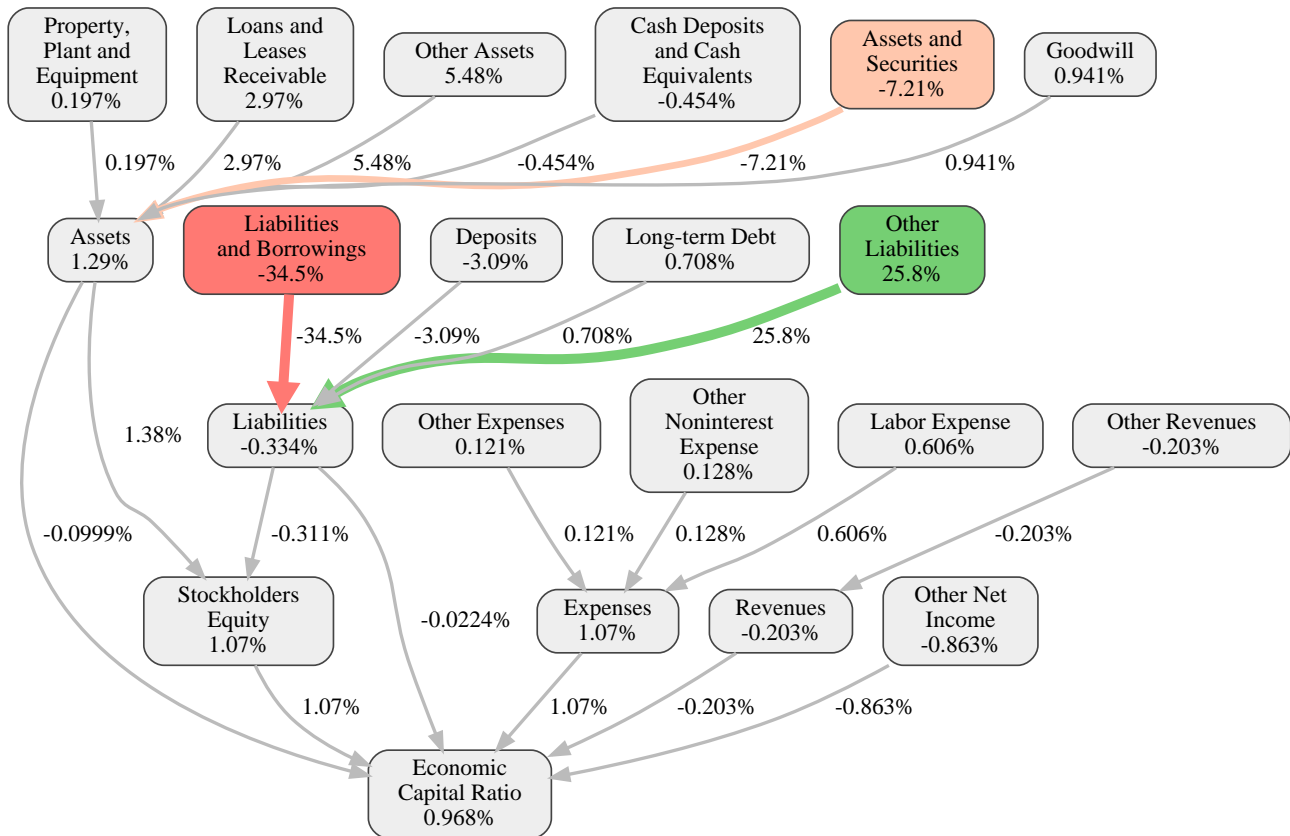 Property,
Plant and
Equipment
0.197%
Loans and
Leases
Receivable
2.97%
Other Assets
5.48%
Cash Deposits
and Cash
Equivalents
-0.454%
Assets and
Securities
-7.21%
Goodwill
0.941%
0.197%
2.97%
5.48%
-0.454%
-7.21%
0.941%
Assets
1.29%
Liabilities
and Borrowings
-34.5%
Deposits
-3.09%
Long-term Debt
0.708%
Other
Liabilities
25.8%
-34.5%
-3.09%
0.708%
25.8%
1.38%
Liabilities
-0.334%
Other Expenses
0.121%
Other
Noninterest
Expense
0.128%
Labor Expense
0.606%
Other Revenues
-0.203%
-0.0999%
-0.311%
0.121%
0.128%
0.606%
-0.203%
Stockholders
Equity
1.07%
-0.0224%
Expenses
1.07%
Revenues
-0.203%
Other Net
Income
-0.863%
1.07%
1.07%
-0.203%
-0.863%
Economic
Capital Ratio
0.968%